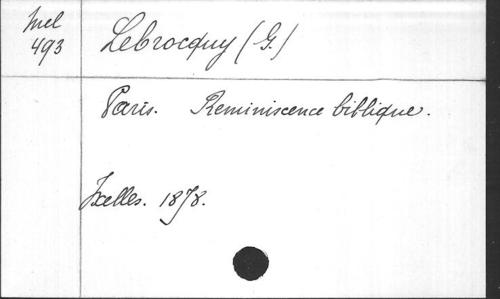 Mel
493
Lebrocquy (G.)
Paris. Reminiscence biblique.
Ixelles. 1878.